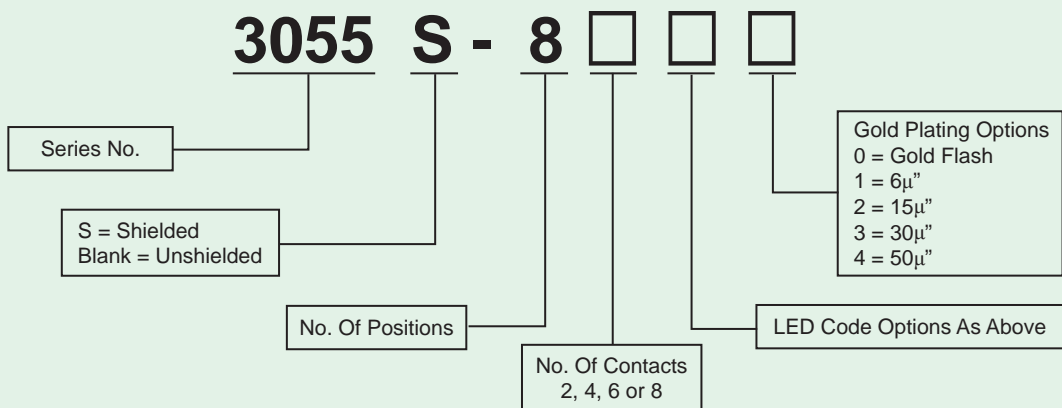 3055 S - 8 □ □ □
Series No.
S = Shielded
Blank = Unshielded
No. Of Positions
No. Of Contacts
2, 4, 6 or 8
LED Code Options As Above
Gold Plating Options
0 = Gold Flash
1 = 6μ”
2 = 15μ”
3 = 30μ”
4 = 50μ”